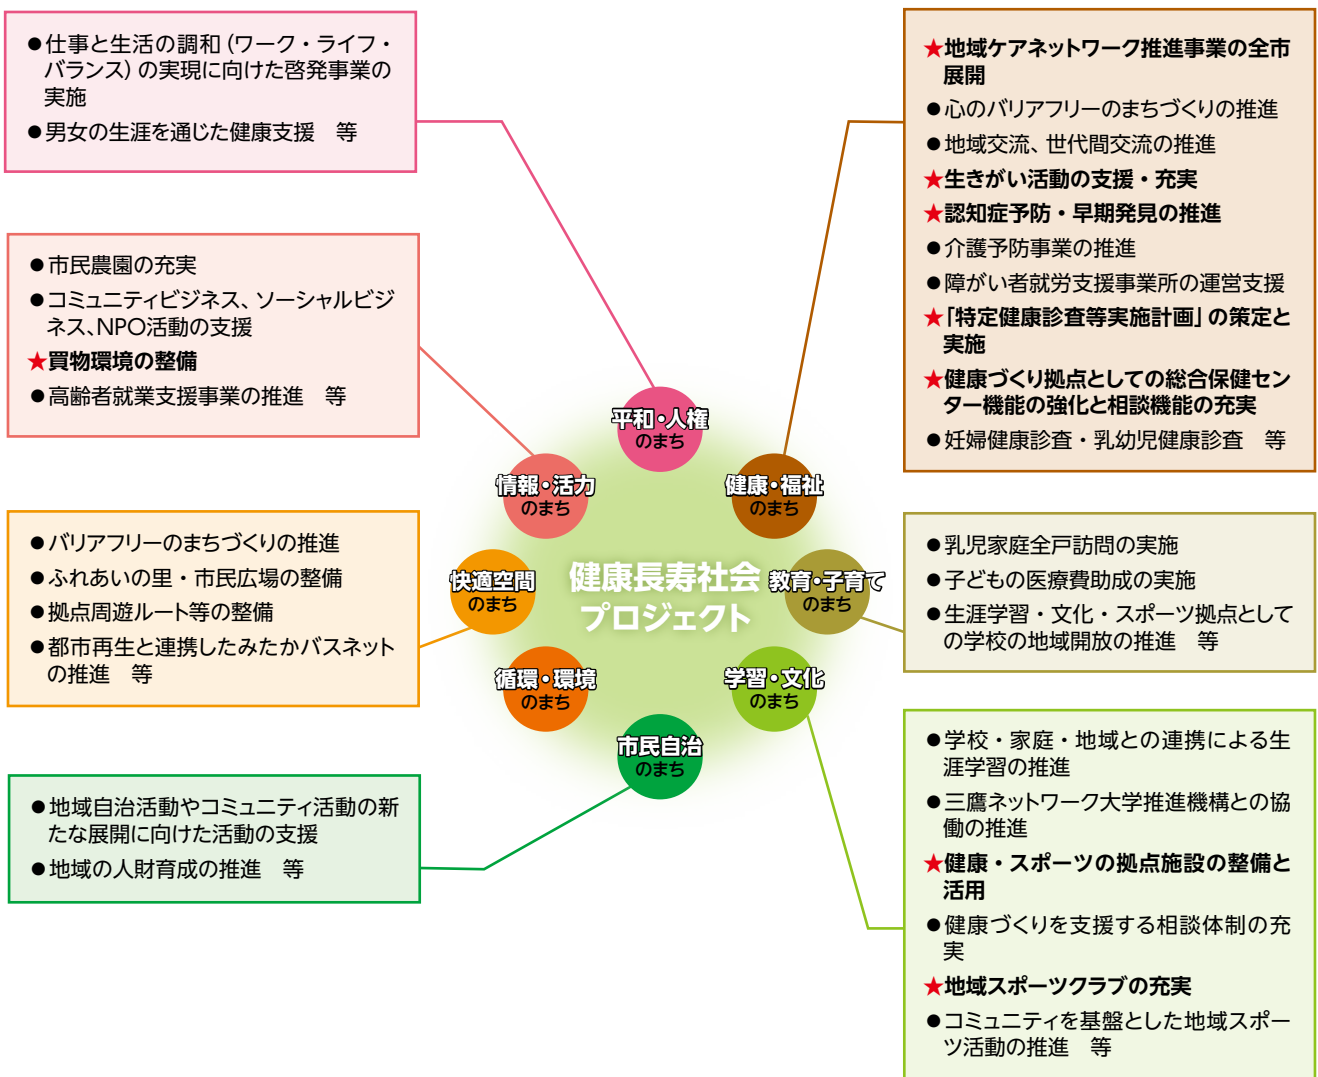 ●仕事と生活の調和（ワーク・ライフ・
バランス）の実現に向けた啓発事業の
実施
●男女の生涯を通じた健康支援　等
●市民農園の充実
●コミュニティビジネス、ソーシャルビジ
ネス、NPO活動の支援
★買物環境の整備
●高齢者就業支援事業の推進　等
●バリアフリーのまちづくりの推進
●ふれあいの里・市民広場の整備
●拠点周遊ルート等の整備
●都市再生と連携したみたかバスネット
の推進　等
●地域自治活動やコミュニティ活動の新
たな展開に向けた活動の支援
●地域の人財育成の推進　等
平和・人権
のまち
情報・活力
のまち
健康・福祉
のまち
快適空間
のまち
健康長寿社会
プロジェクト
教育・子育て
のまち
循環・環境
のまち
学習・文化
のまち
市民自治
のまち
★地域ケアネットワーク推進事業の全市
展開
●心のバリアフリーのまちづくりの推進
●地域交流、世代間交流の推進
★生きがい活動の支援・充実
★認知症予防・早期発見の推進
●介護予防事業の推進
●障がい者就労支援事業所の運営支援
★「特定健康診査等実施計画」の策定と
実施
★健康づくり拠点としての総合保健セン
ター機能の強化と相談機能の充実
●妊婦健康診査・乳幼児健康診査　等
●乳児家庭全戸訪問の実施
●子どもの医療費助成の実施
●生涯学習・文化・スポーツ拠点として
の学校の地域開放の推進　等
●学校・家庭・地域との連携による生
涯学習の推進
●三鷹ネットワーク大学推進機構との協
働の推進
★健康・スポーツの拠点施設の整備と
活用
●健康づくりを支援する相談体制の充
実
★地域スポーツクラブの充実
●コミュニティを基盤とした地域スポー
ツ活動の推進　等